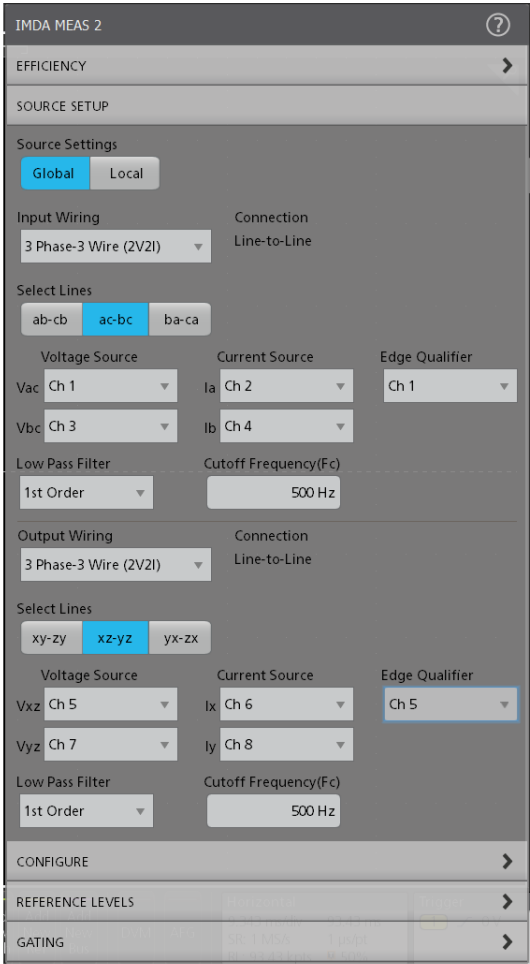 IMDA MEAS 2 ?
EFFICIENCY
SOURCE SETUP
Source Settings
Global Local
Input Wiring Connection
3 Phase-3 Wire (2V2I) Line-to-Line
Select Lines
ab-cb ac-bc ba-ca
Voltage Source Current Source Edge Qualifier
Vac Ch 1 Ia Ch 2 Ch 1
Vbc Ch 3 Ib Ch 4
Low Pass Filter Cutoff Frequency(Fc)
1st Order 500 Hz
Output Wiring Connection
3 Phase-3 Wire (2V2I) Line-to-Line
Select Lines
xy-zy xz-yz yx-zx
Voltage Source Current Source Edge Qualifier
Vxz Ch 5 Ix Ch 6 Ch 5
Vyz Ch 7 Iy Ch 8
Low Pass Filter Cutoff Frequency(Fc)
1st Order 500 Hz
CONFIGURE
REFERENCE LEVELS
GATING